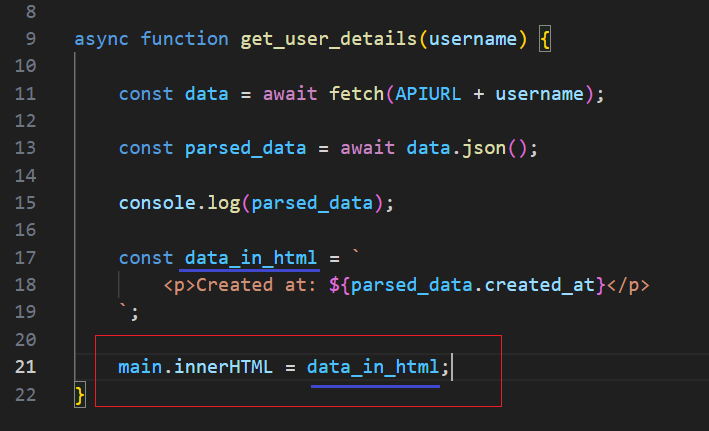 8
9 async function get_user_details(username) {
10
11 const data = await fetch(APIURL + username);
12
13 const parsed_data = await data.json();
14
15 console.log(parsed_data);
16
17 const data_in_html = `
18 <p>Created at: ${parsed_data.created_at}</p>
19 `;
20
21 main.innerHTML = data_in_html;
22 }